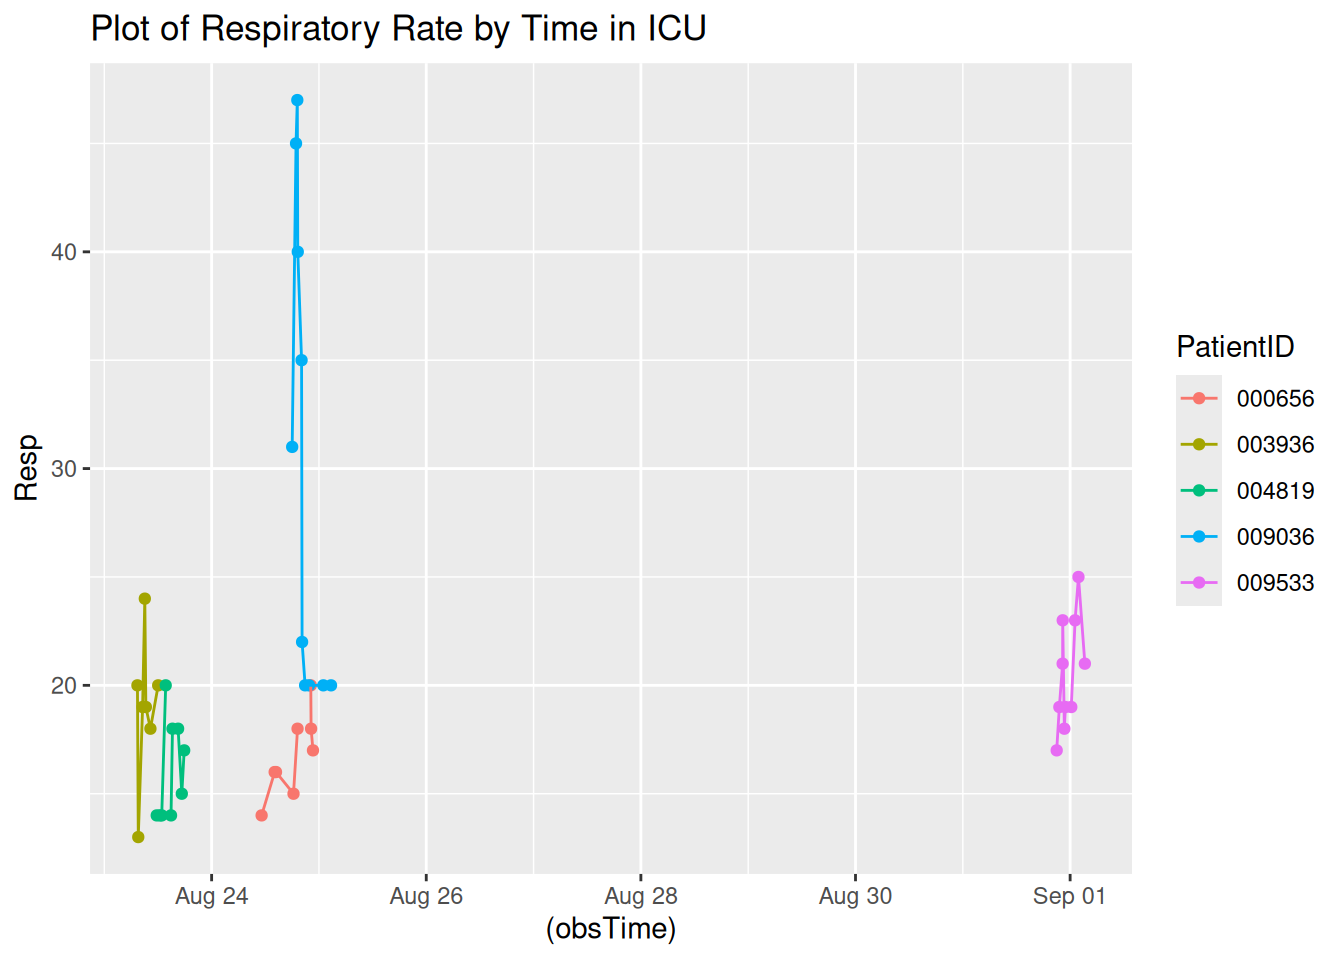 Plot of Respiratory Rate by Time in ICU
Resp
40
30
20
Aug 24
Aug 26
Aug 28
Aug 30
Sep 01
(obsTime)
PatientID
000656
003936
004819
009036
009533